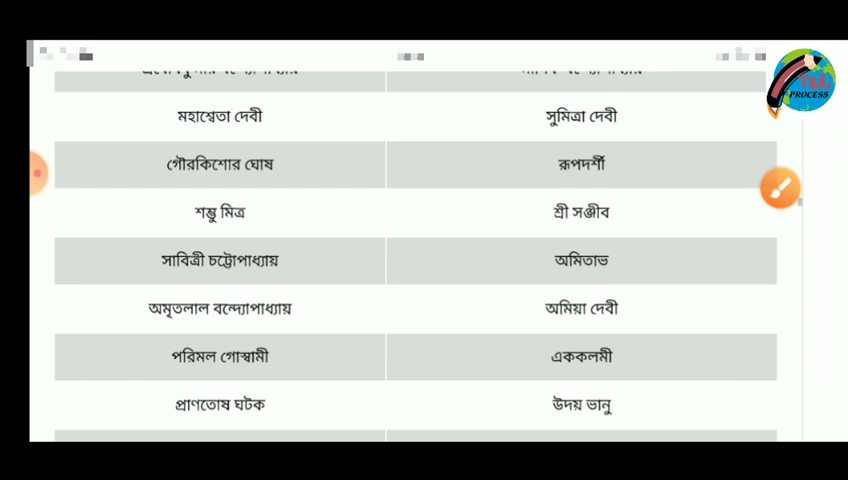 মহাশ্বেতা দেবী সুমিত্রা দেবী
গৌরকিশোর ঘোষ রূপদর্শী
শম্ভু মিত্র শ্রী সঞ্জীব
সাবিত্রী চট্টোপাধ্যায় অমিতাভ
অমৃতলাল বন্দ্যোপাধ্যায় অমিয়া দেবী
পরিমল গোস্বামী এককলমী
প্রাণতোষ ঘটক উদয় ভানু
PROCESS